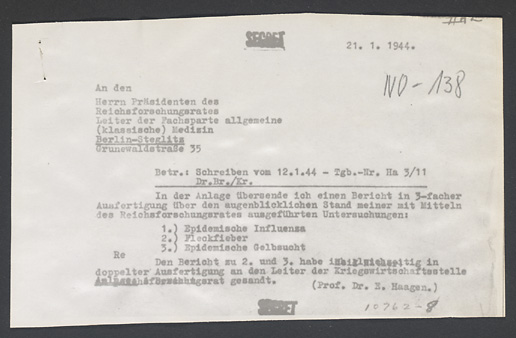 SECRET
21. 1. 1944.
NO-138
An den
Herrn Präsidenten des
Reichsforschungsrates
Leiter der Fachsparte allgemeine
(klassische) Medizin
Berlin-Steglitz
Grunewaldstraße 35
Betr.: Schreiben vom 12.1.44 - Tgb.-Nr. Ha 3/11
Dr.Br./Kr.
In der Anlage übersende ich einen Bericht in 3-facher
Ausfertigung über den augenblicklichen Stand meiner mit Mitteln
des Reichsforschungsrates ausgeführten Untersuchungen:
1.) Epidemische Influenza
2.) Fleckfieber
3.) Epidemische Gelbsucht
Re
Den Bericht zu 2. und 3. habe in
doppelter Ausfertigung an den Leiter der Kriegswirtschaftsstelle
gesandt.
(Prof. Dr. E. Haagen.)
SECRET
10762-8